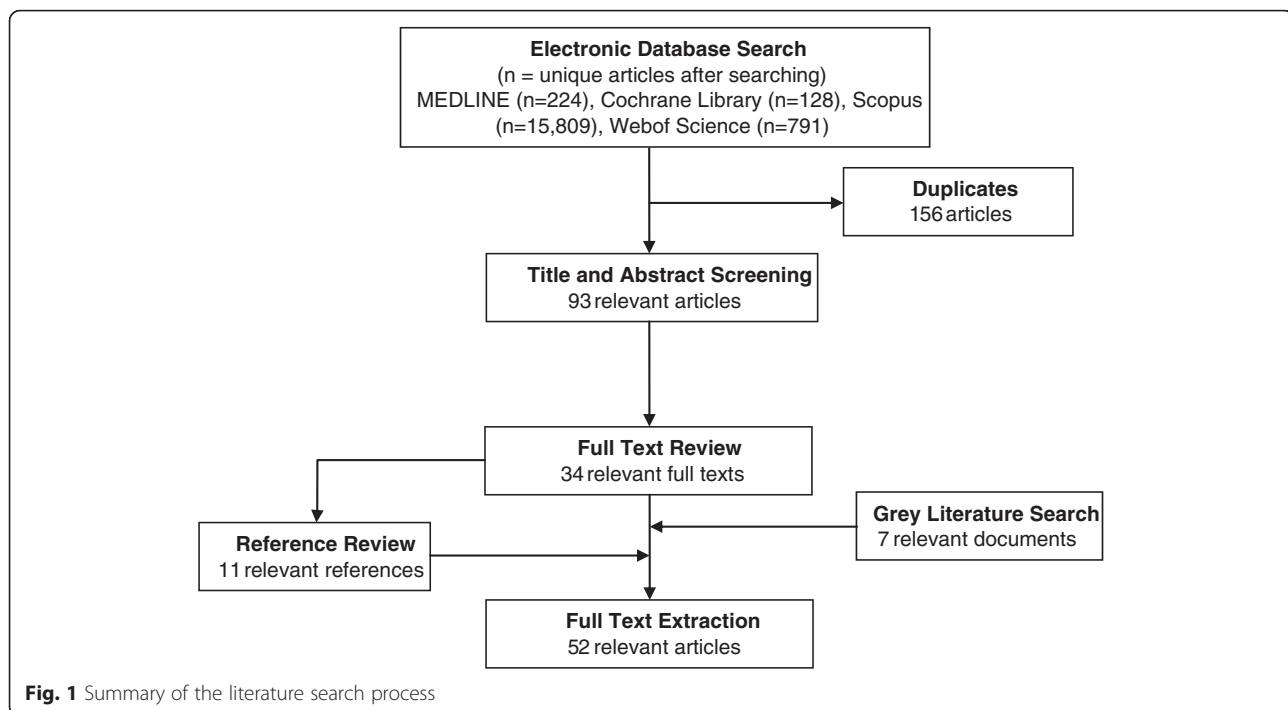 Electronic Database Search
(n = unique articles after searching)
MEDLINE (n=224), Cochrane Library (n=128), Scopus
(n=15,809), Webof Science (n=791)
Duplicates
156 articles
Title and Abstract Screening
93 relevant articles
Full Text Review
34 relevant full texts
Grey Literature Search
7 relevant documents
Reference Review
11 relevant references
Full Text Extraction
52 relevant articles
Fig. 1 Summary of the literature search process